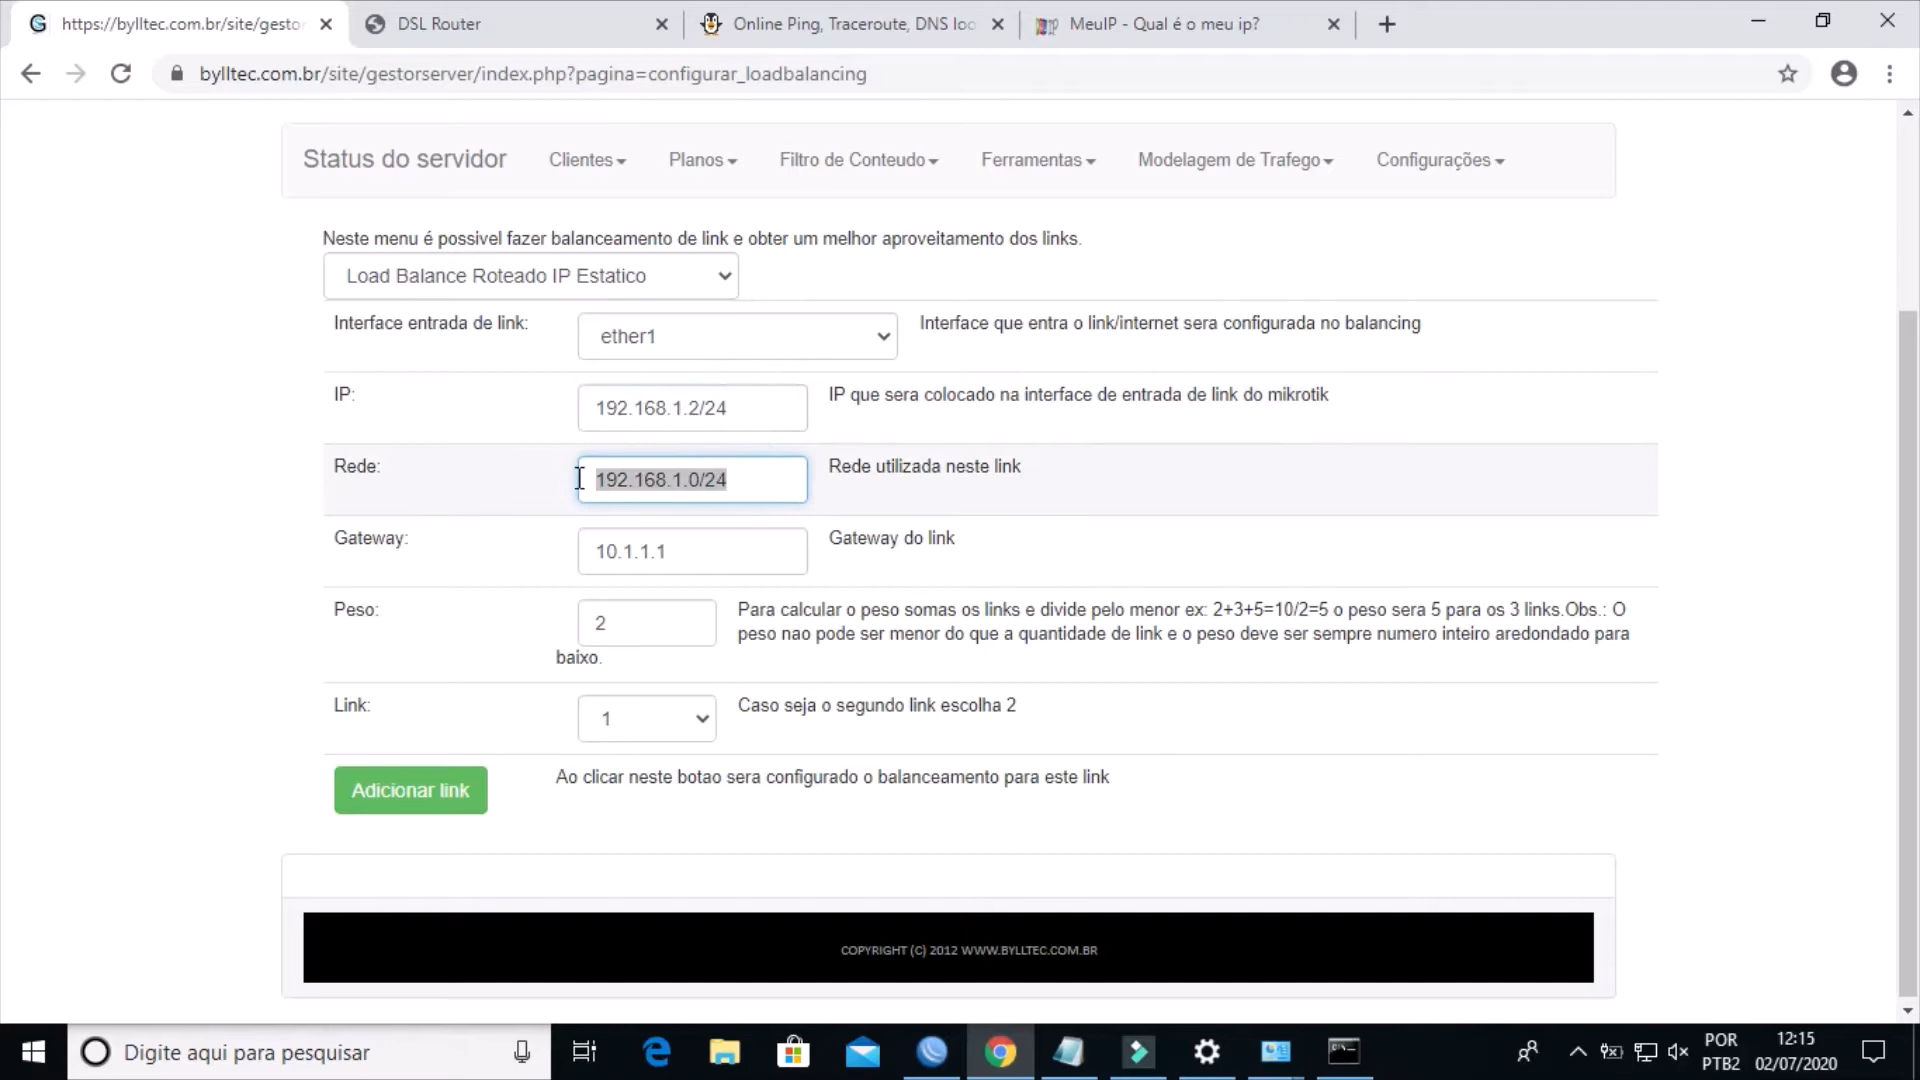 https://bylltec.com.br/site/gestor
DSL Router
Online Ping, Traceroute, DNS loo
MeuIP - Qual é o meu ip?
bylltec.com.br/site/gestorserver/index.php?pagina=configurar_loadbalancing
Status do servidor Clientes Planos Filtro de Conteudo Ferramentas Modelagem de Trafego Configurações
Neste menu é possivel fazer balanceamento de link e obter um melhor aproveitamento dos links.
Load Balance Roteado IP Estatico
Interface entrada de link: ether1 Interface que entra o link/internet sera configurada no balancing
IP: 192.168.1.2/24 IP que sera colocado na interface de entrada de link do mikrotik
Rede: 192.168.1.0/24 Rede utilizada neste link
Gateway: 10.1.1.1 Gateway do link
Peso: 2 Para calcular o peso somas os links e divide pelo menor ex: 2+3+5=10/2=5 o peso sera 5 para os 3 links.Obs.: O
peso nao pode ser menor do que a quantidade de link e o peso deve ser sempre numero inteiro aredondado para
baixo.
Link: 1 Caso seja o segundo link escolha 2
Adicionar link Ao clicar neste botao sera configurado o balanceamento para este link
COPYRIGHT (C) 2012 WWW.BYLLTEC.COM.BR
Digite aqui para pesquisar
POR
PTB2
12:15
02/07/2020